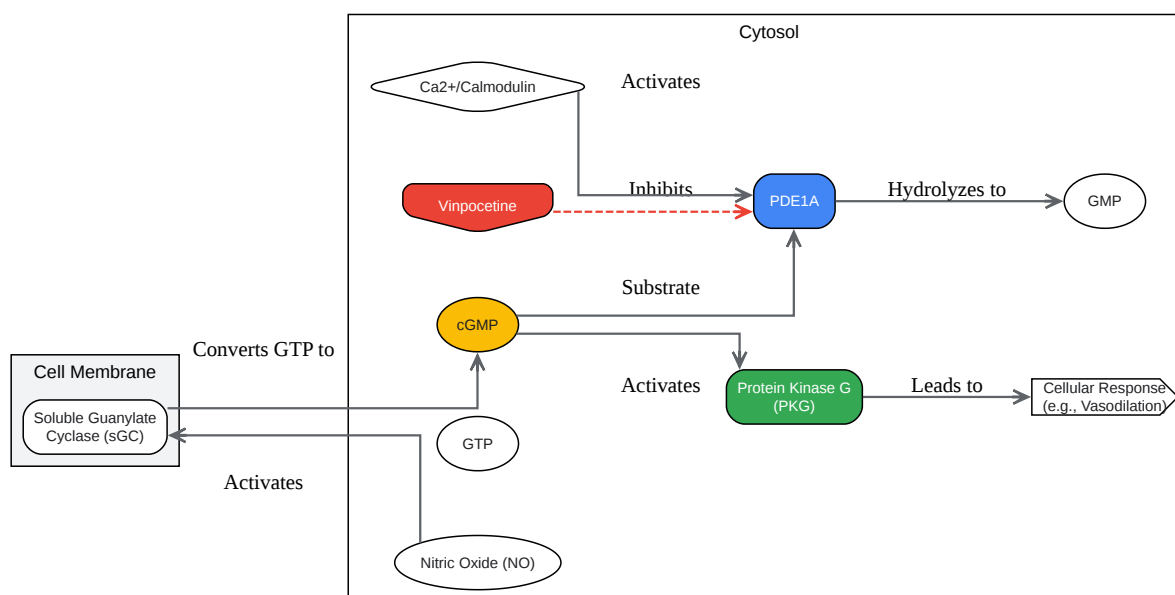 Cytosol
Ca2+/Calmodulin
Activates
Vinpocetine
Inhibits
PDE1A
Hydrolyzes to
GMP
Substrate
cGMP
Converts GTP to
Cell Membrane
Soluble Guanylate
Cyclase (sGC)
Activates
Protein Kinase G
(PKG)
Leads to
Cellular Response
(e.g., Vasodilation)
GTP
Activates
Nitric Oxide (NO)